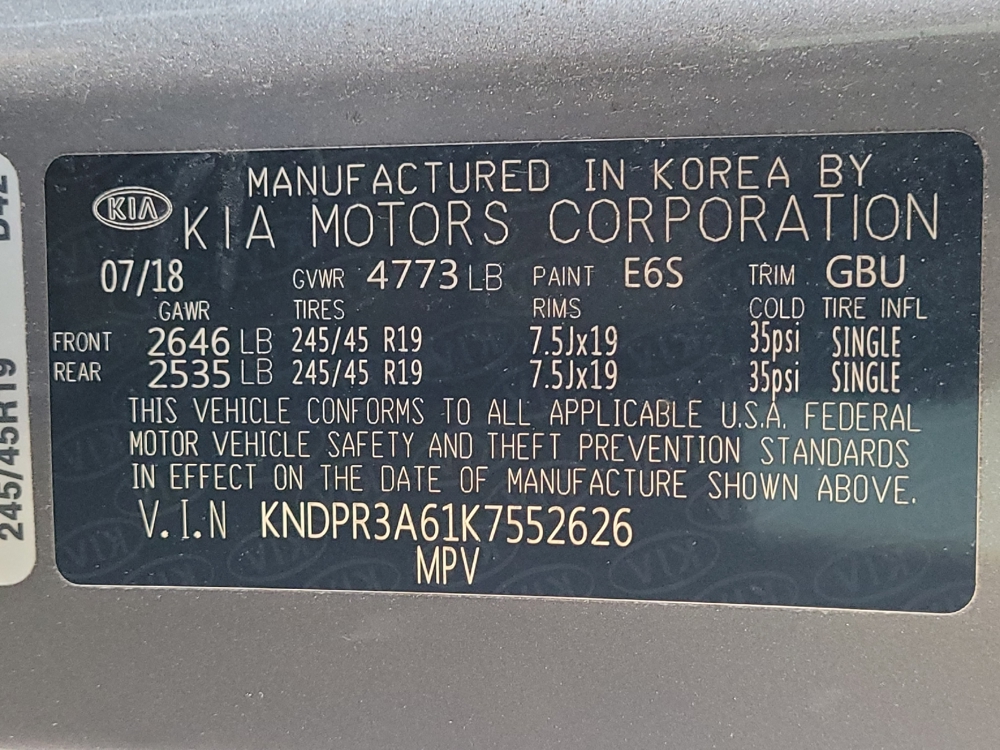 MANUFACTURED IN KOREA BY
KIA
KIA MOTORS CORPORATION
07/18 GVWR 4773 LB PAINT E6S TRIM GBU
GAWR TIRES RIMS COLD TIRE INFL
FRONT 2646 LB 245/45 R19 7.5Jx19 35psi SINGLE
REAR 2535 LB 245/45 R19 7.5Jx19 35psi SINGLE
THIS VEHICLE CONFORMS TO ALL APPLICABLE U.S.A. FEDERAL
MOTOR VEHICLE SAFETY AND THEFT PREVENTION STANDARDS
IN EFFECT ON THE DATE OF MANUFACTURE SHOWN ABOVE.
V.I.N KNDPR3A61K7552626
MPV
245/45R19